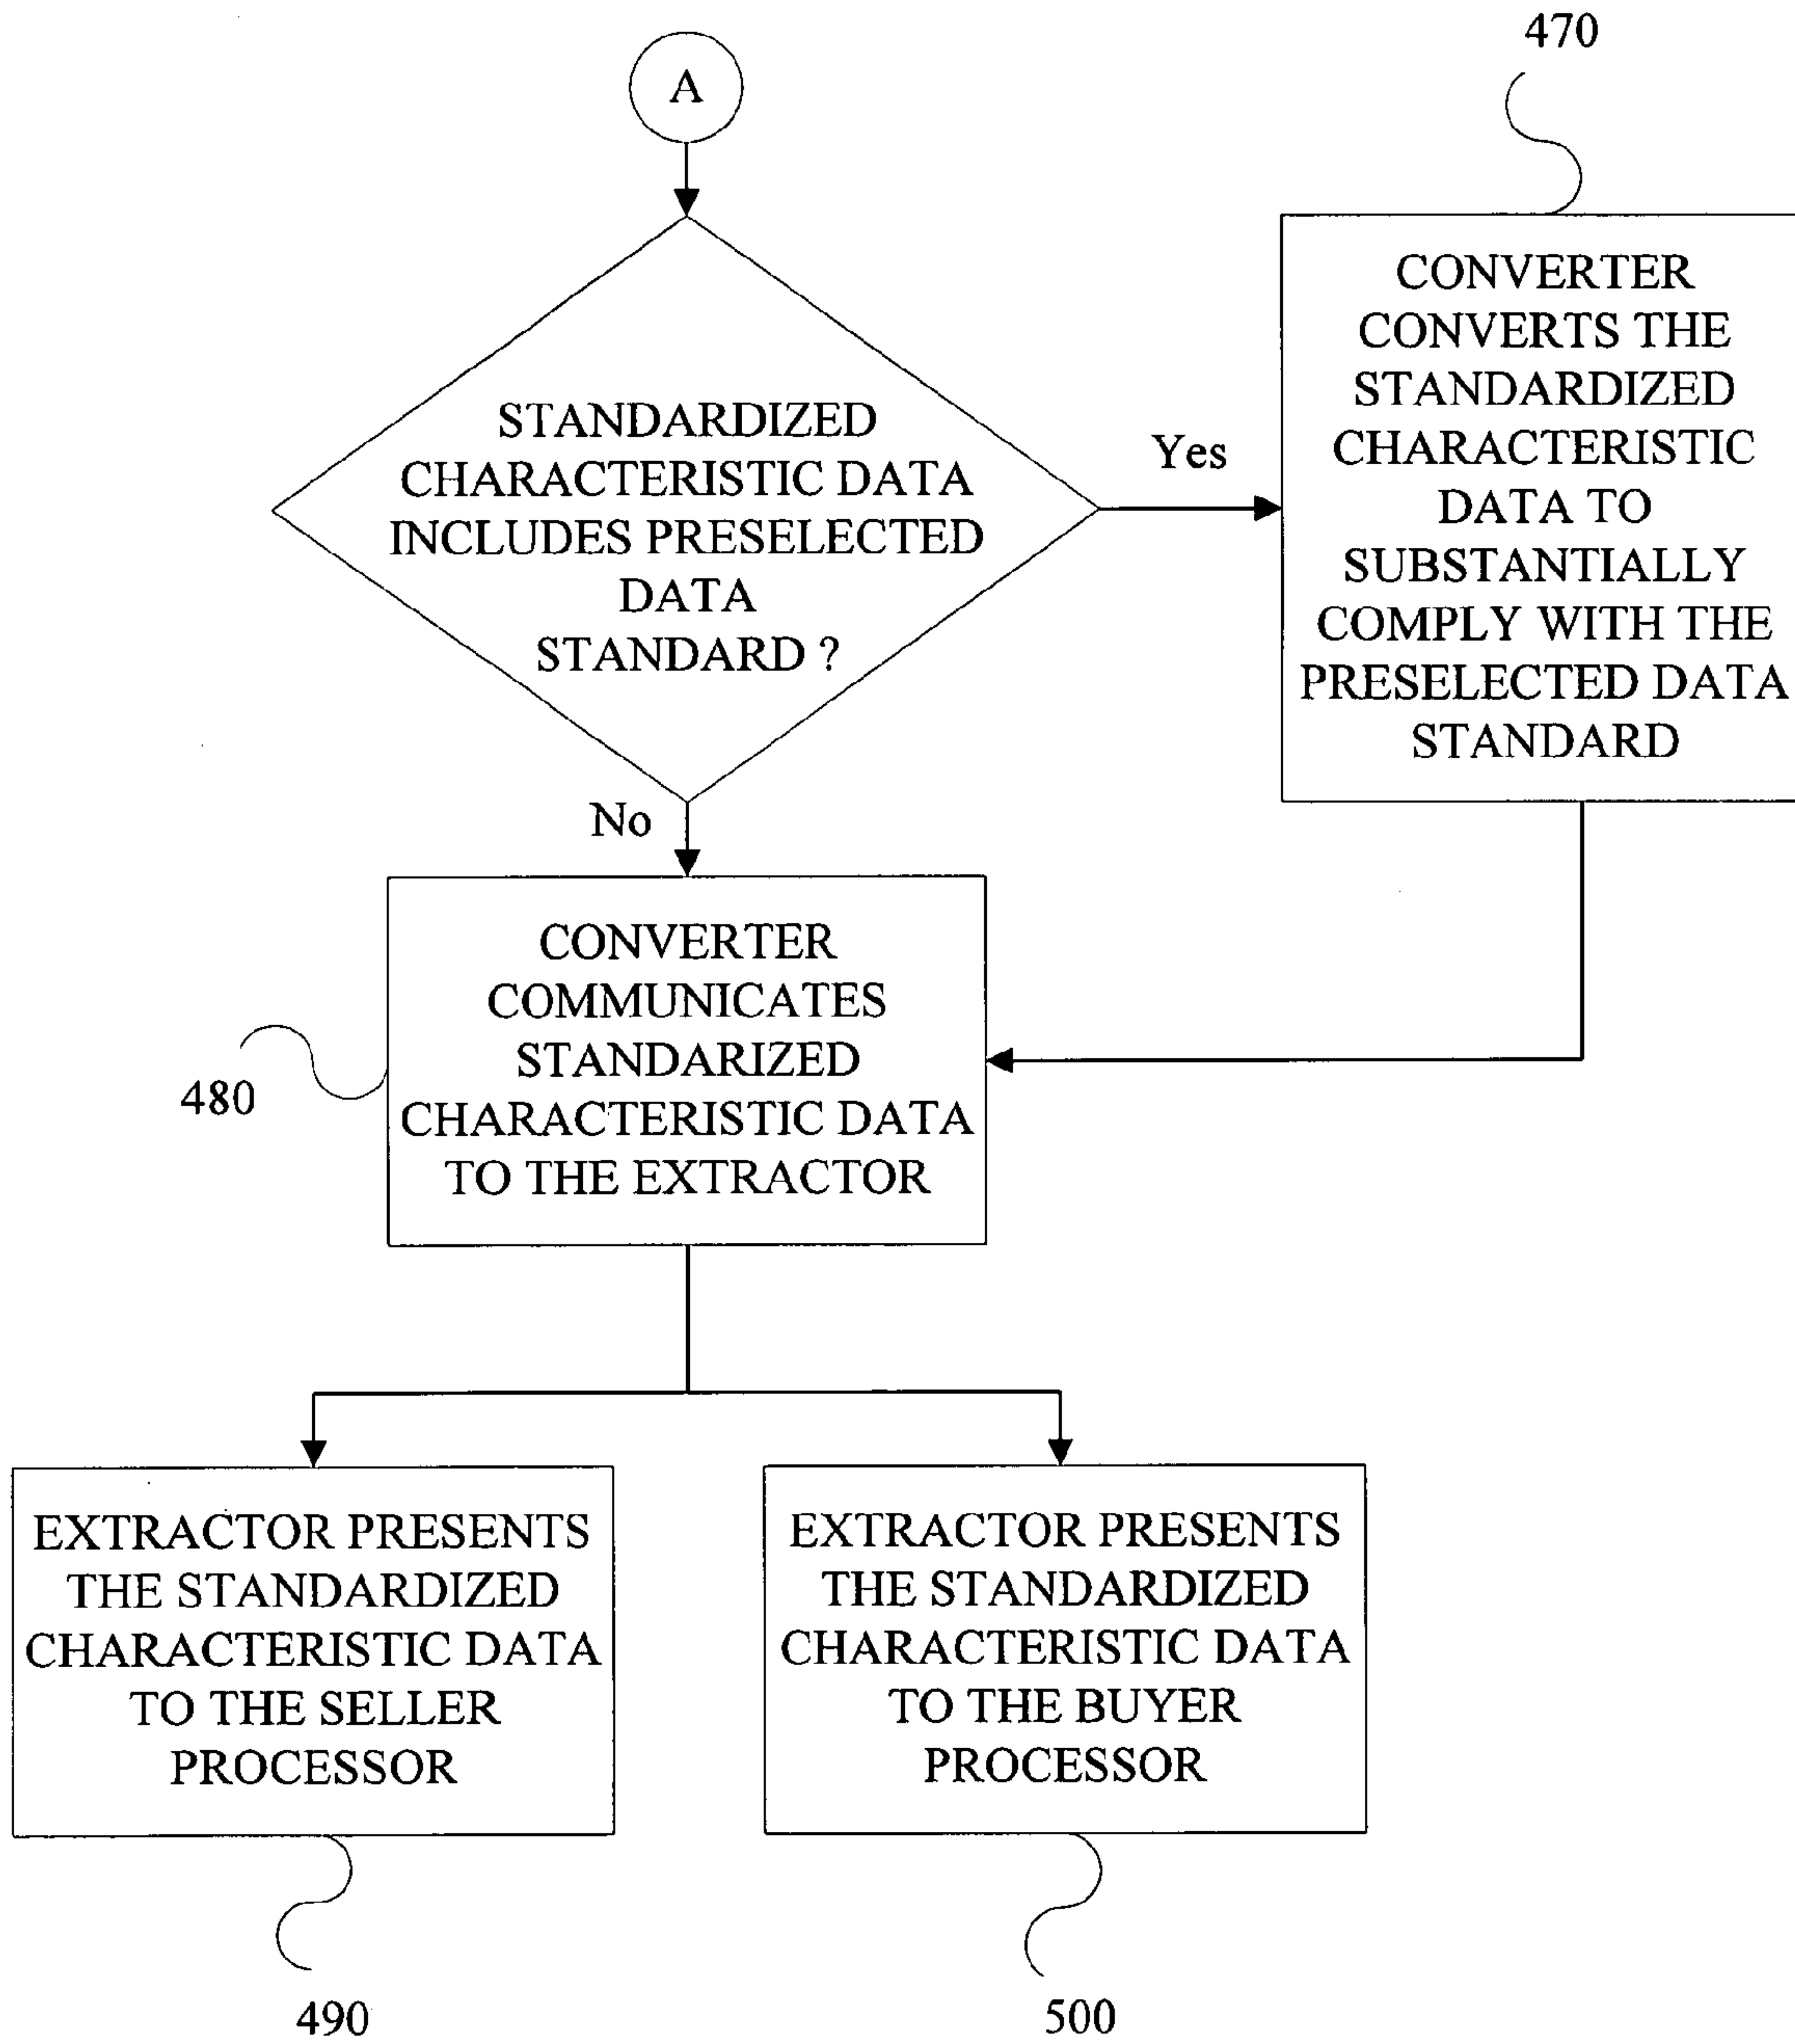 470
A
CONVERTER
CONVERTS THE
STANDARDIZED
CHARACTERISTIC
DATA TO
SUBSTANTIALLY
COMPLY WITH THE
PRESELECTED DATA
STANDARD
STANDARDIZED
CHARACTERISTIC DATA
INCLUDES PRESELECTED
DATA
STANDARD ?
Yes
No
CONVERTER
COMMUNICATES
STANDARIZED
CHARACTERISTIC DATA
TO THE EXTRACTOR
480
EXTRACTOR PRESENTS
THE STANDARDIZED
CHARACTERISTIC DATA
TO THE SELLER
PROCESSOR
EXTRACTOR PRESENTS
THE STANDARDIZED
CHARACTERISTIC DATA
TO THE BUYER
PROCESSOR
490
500